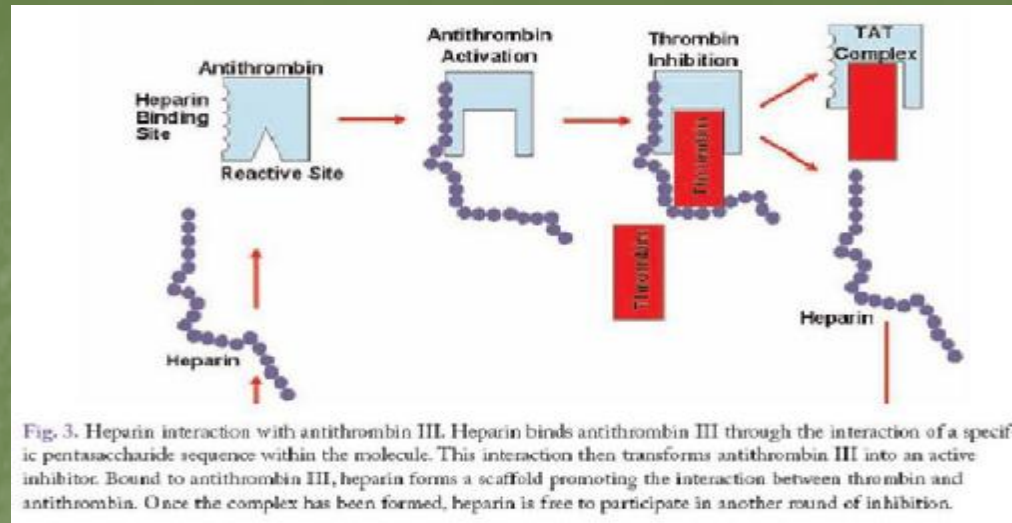 Antithrombin
Heparin
Binding
Site
Reactive Site
Heparin
Antithrombin
Activation
Thrombin
Inhibition
Thrombin
Thrombin
TAT
Complex
Heparin
Fig. 3. Heparin interaction with antithrombin III. Heparin binds antithrombin III through the interaction of a specif-
ic pentasaccharide sequence within the molecule. This interaction then transforms antithrombin III into an active
inhibitor. Bound to antithrombin III, heparin forms a scaffold promoting the interaction between thrombin and
antithrombin. Once the complex has been formed, heparin is free to participate in another round of inhibition.